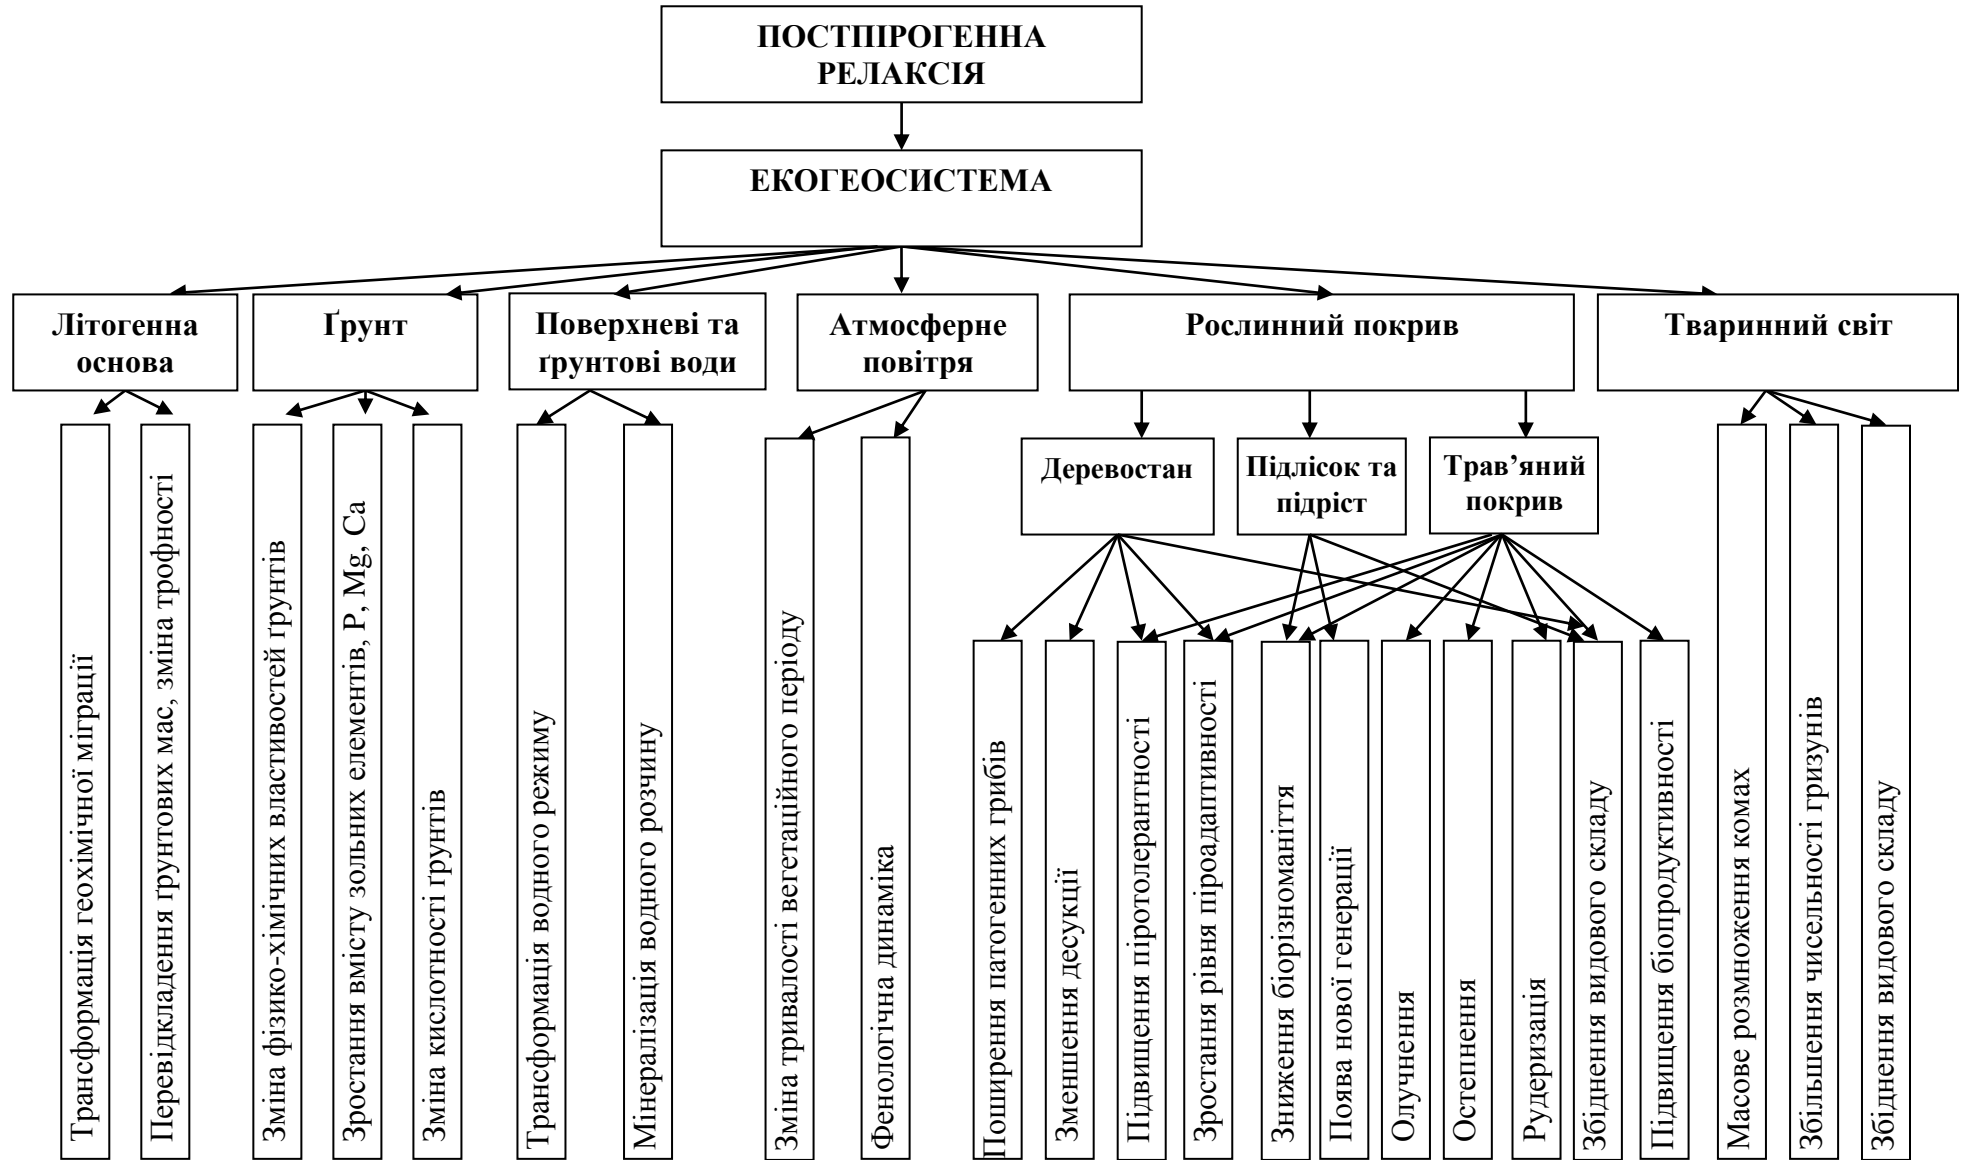 ПОСТПІРОГЕННА
РЕЛАКСІЯ
ЕКОГЕОСИСТЕМА
Літогенна
основа
Ґрунт
Поверхневі та
ґрунтові води
Атмосферне
повітря
Рослинний покрив
Тваринний світ
Деревостан
Підлісок та
підріст
Трав’яний
покрив
Трансформація геохімічної міграції
Перевідкладення ґрунтових мас, зміна трофності
Зміна фізико-хімічних властивостей ґрунтів
Зростання вмісту зольних елементів, P, Mg, Ca
Зміна кислотності ґрунтів
Трансформація водного режиму
Мінералізація водного розчину
Зміна тривалості вегетаційного періоду
Фенологічна динаміка
Поширення патогенних грибів
Зменшення десукції
Підвищення піротолерантності
Зростання рівня піроадаптивності
Зниження біорізноманіття
Поява нової генерації
Олучнення
Остепнення
Рудеризація
Збіднення видового складу
Підвищення біопродуктивності
Масове розмноження комах
Збільшення чисельності гризунів
Збіднення видового складу